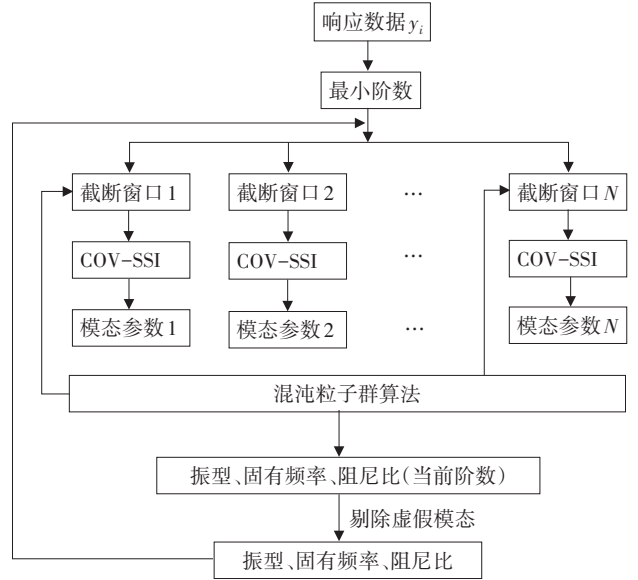 响应数据 y_i
最小阶数
截断窗口 1 截断窗口 2 … 截断窗口 N
COV-SSI COV-SSI … COV-SSI
模态参数 1 模态参数 2 … 模态参数 N
混沌粒子群算法
振型、固有频率、阻尼比(当前阶数)
剔除虚假模态
振型、固有频率、阻尼比